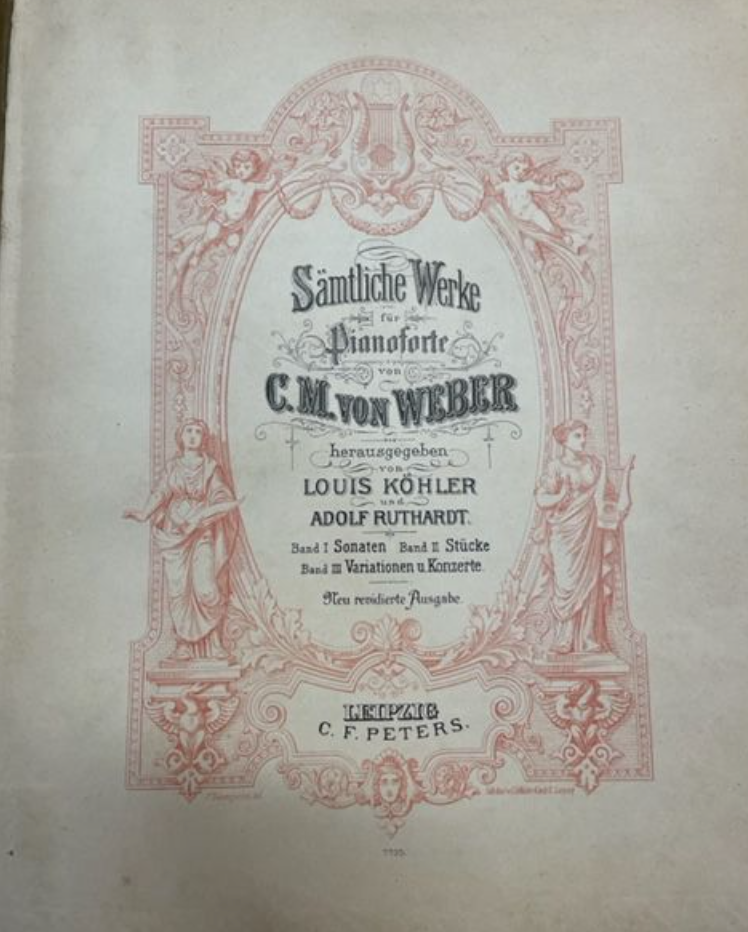 Sämtliche Werke
für
Pianoforte
von
C. M. VON WEBER
herausgegeben
von
LOUIS KÖHLER
und
ADOLF RUTHARDT.
Band I Sonaten Band II Stücke
Band III Variationen u. Konzerte.
Neu revidierte Ausgabe.
LEIPZIG
C. F. PETERS.